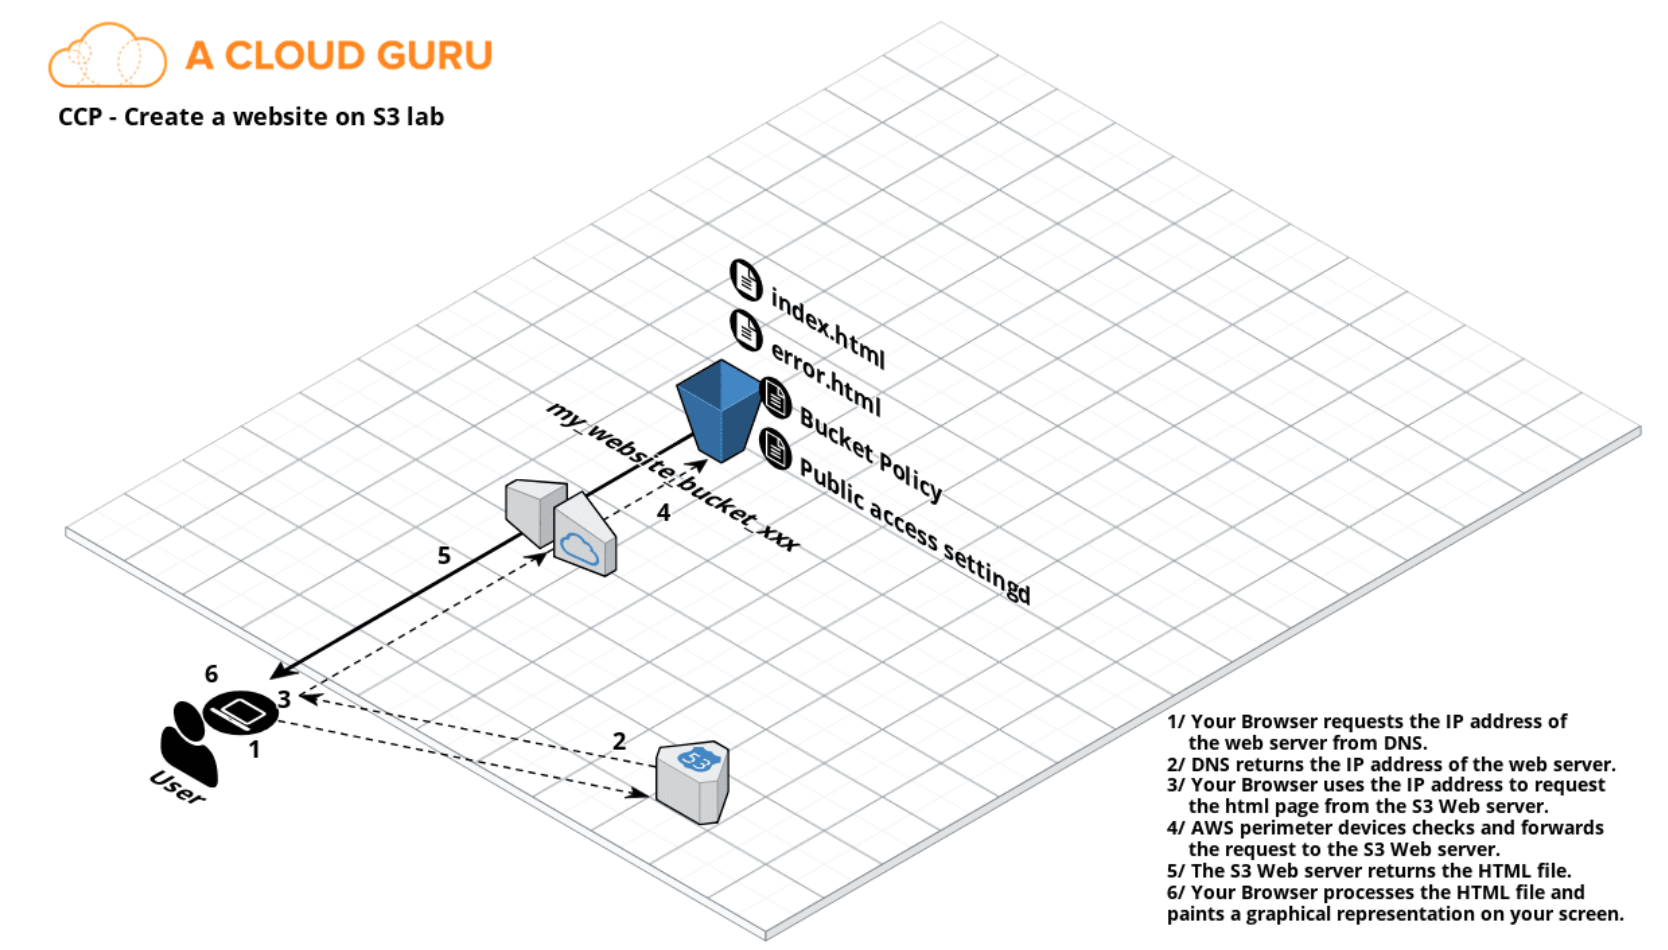 A CLOUD GURU
CCP - Create a website on S3 lab
index.html
error.html
Bucket Policy
Public access settingd
my_website_bucket_xxx
4
5
6
3
1
2
53
User
1/ Your Browser requests the IP address of
the web server from DNS.
2/ DNS returns the IP address of the web server.
3/ Your Browser uses the IP address to request
the html page from the S3 Web server.
4/ AWS perimeter devices checks and forwards
the request to the S3 Web server.
5/ The S3 Web server returns the HTML file.
6/ Your Browser processes the HTML file and
paints a graphical representation on your screen.